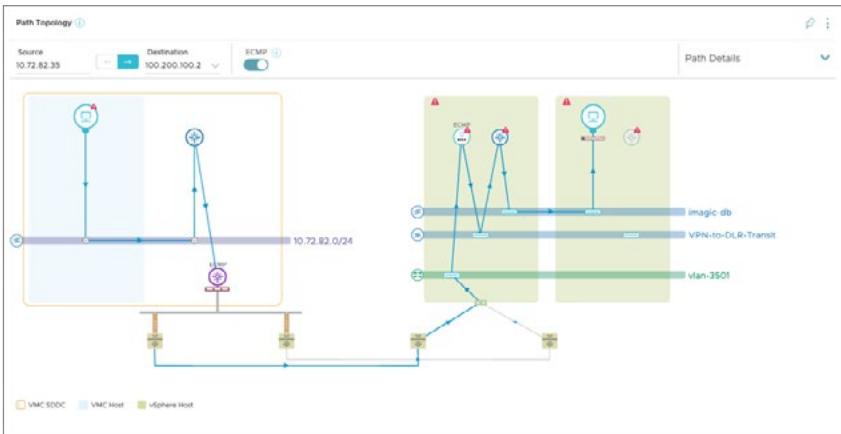 Path Topology
Source
10.72.82.35
Destination
100.200.100.2
ECMP
Path Details
ECMP
imagic-db
10.72.82.0/24
VPN-to-DLR-Transit
ECMP
vlan-3501
VMC SDDC
VMC Host
vSphere Host